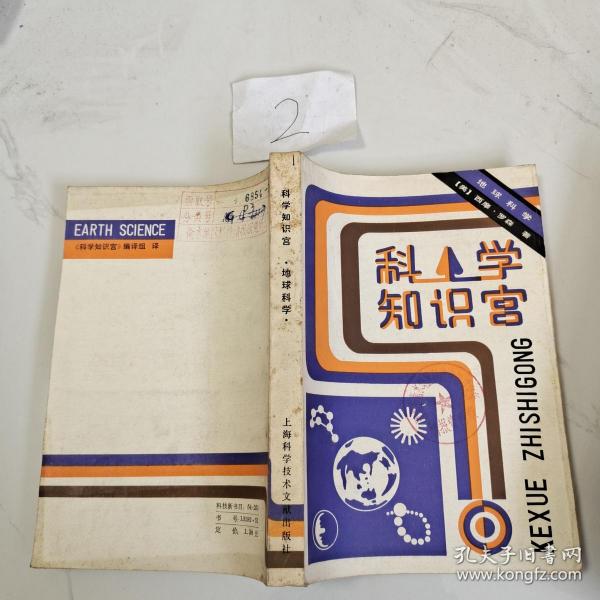 2
EARTH SCIENCE
《科学知识宫》编译组 译
科学知识宫
·地球科学·
上海科学技术文献出版社
地球科学
【美】西摩·罗森 著
科学
知识宫
KEXUE ZHISHIGONG
孔夫子旧书网
www.kongfz.com